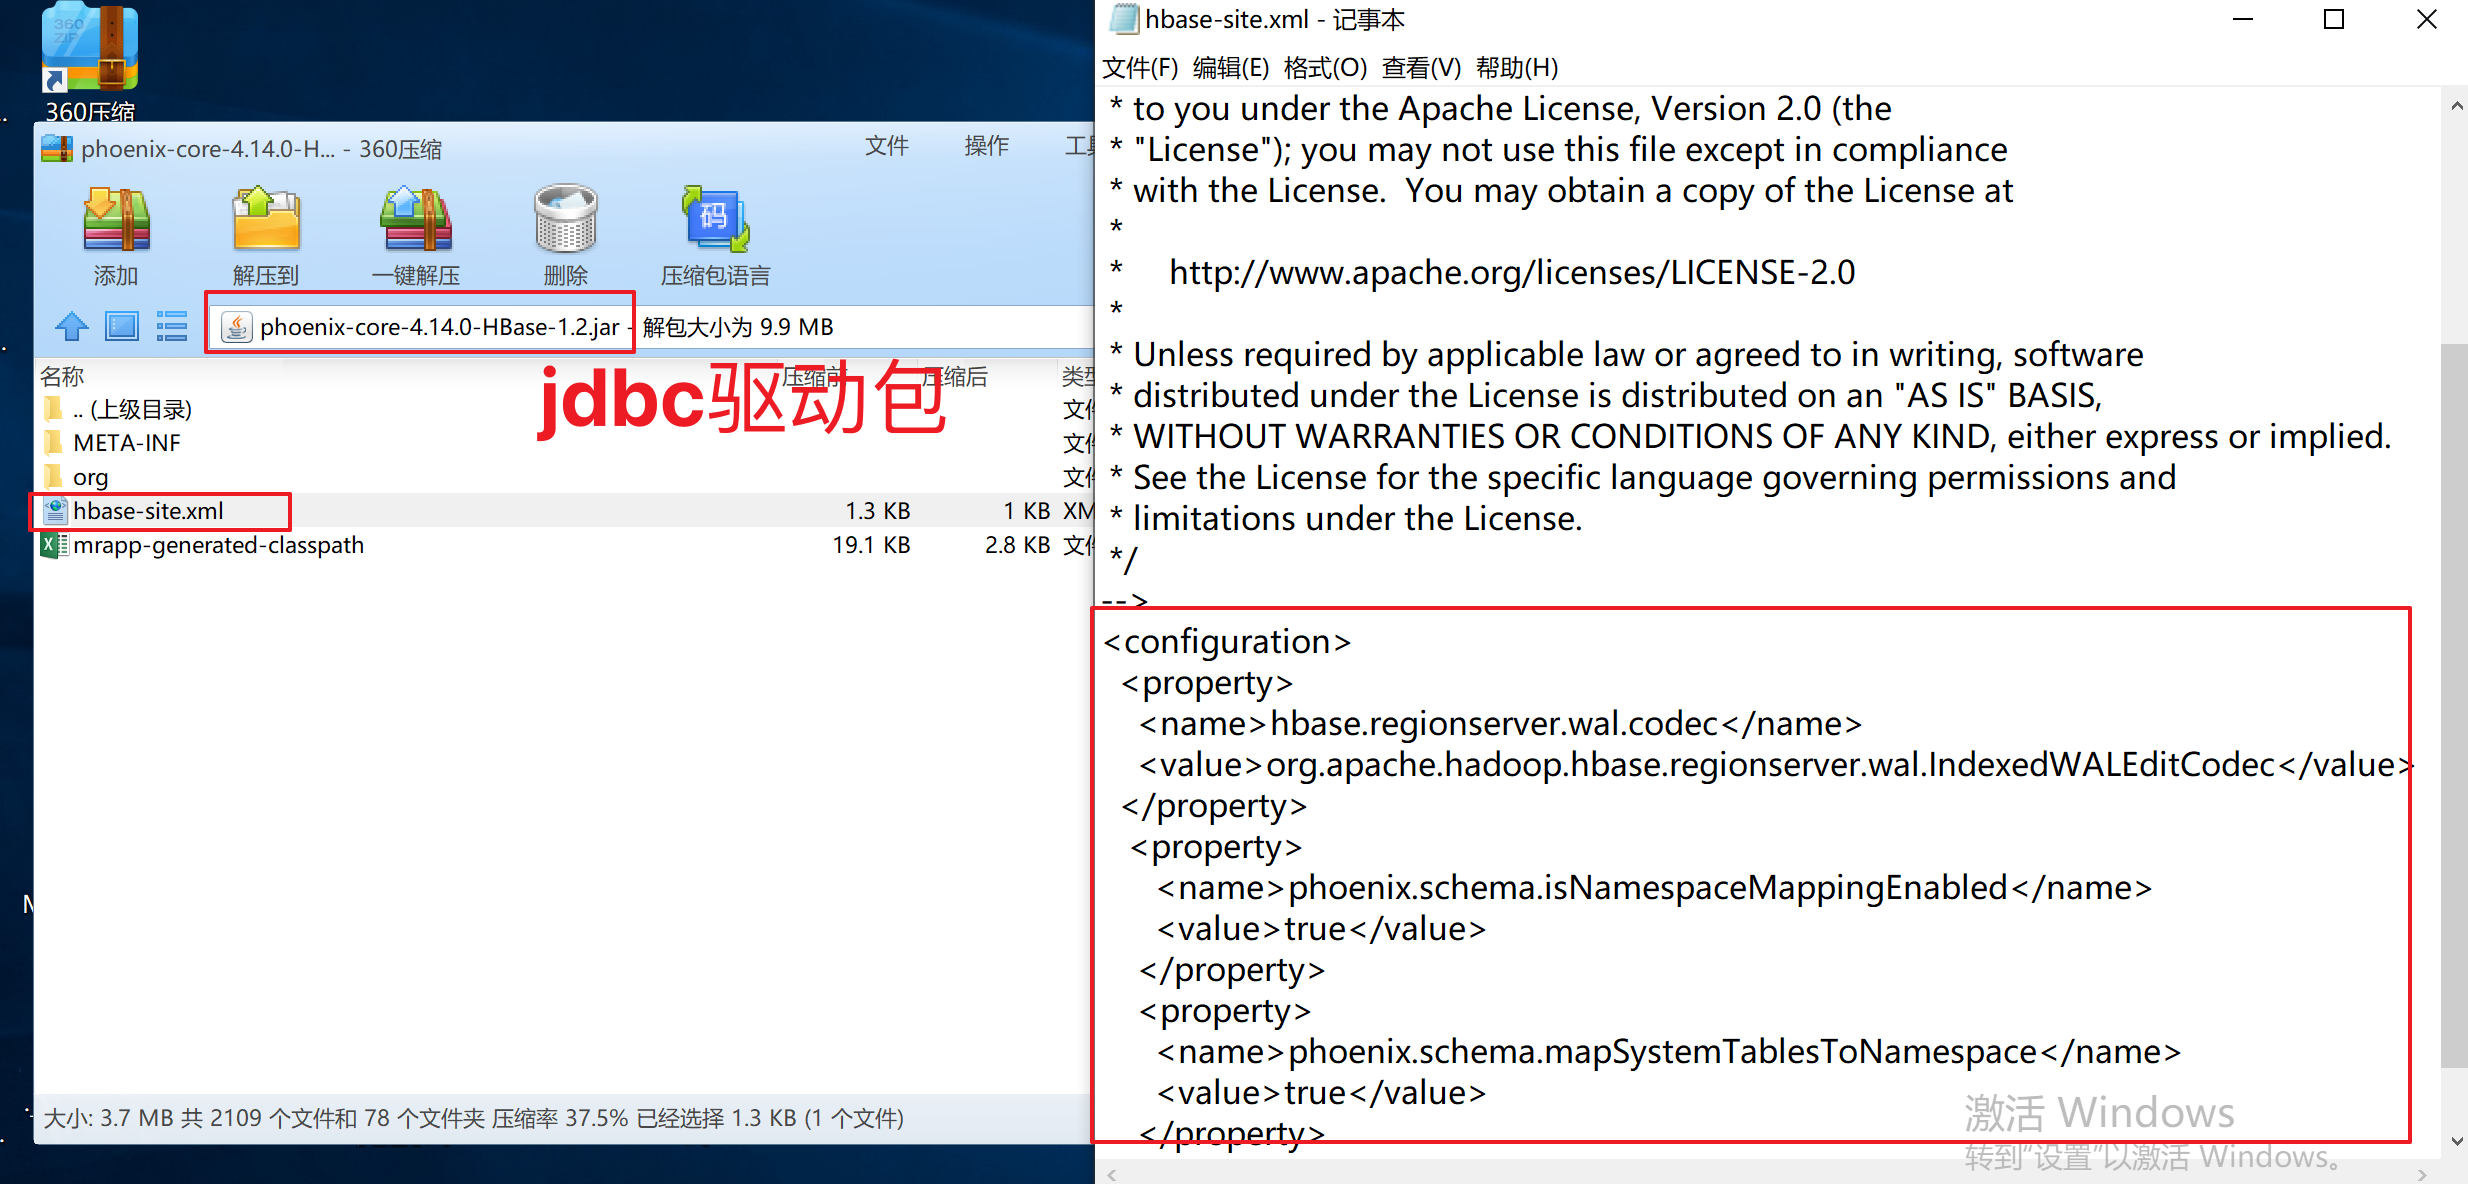 360压缩
phoenix-core-4.14.0-H... - 360压缩
文件 操作
添加 解压到 一键解压 删除 压缩包语言
phoenix-core-4.14.0-HBase-1.2.jar - 解包大小为 9.9 MB
jdbc驱动包
名称 压缩前 压缩后 类型
.. (上级目录)
META-INF
org
hbase-site.xml 1.3 KB 1 KB XM
mrapp-generated-classpath 19.1 KB 2.8 KB
大小: 3.7 MB 共 2109 个文件和 78 个文件夹 压缩率 37.5% 已经选择 1.3 KB (1 个文件)
hbase-site.xml - 记事本
文件(F) 编辑(E) 格式(O) 查看(V) 帮助(H)
* to you under the Apache License, Version 2.0 (the
* "License"); you may not use this file except in compliance
* with the License.  You may obtain a copy of the License at
*
*     http://www.apache.org/licenses/LICENSE-2.0
*
* Unless required by applicable law or agreed to in writing, software
* distributed under the License is distributed on an "AS IS" BASIS,
* WITHOUT WARRANTIES OR CONDITIONS OF ANY KIND, either express or implied.
* See the License for the specific language governing permissions and
* limitations under the License.
*/
-->
<configuration>
<property>
<name>hbase.regionserver.wal.codec</name>
<value>org.apache.hadoop.hbase.regionserver.wal.IndexedWALEditCodec</value>
</property>
<property>
<name>phoenix.schema.isNamespaceMappingEnabled</name>
<value>true</value>
</property>
<property>
<name>phoenix.schema.mapSystemTablesToNamespace</name>
<value>true</value>
</property>
激活 Windows
转到"设置"以激活 Windows。